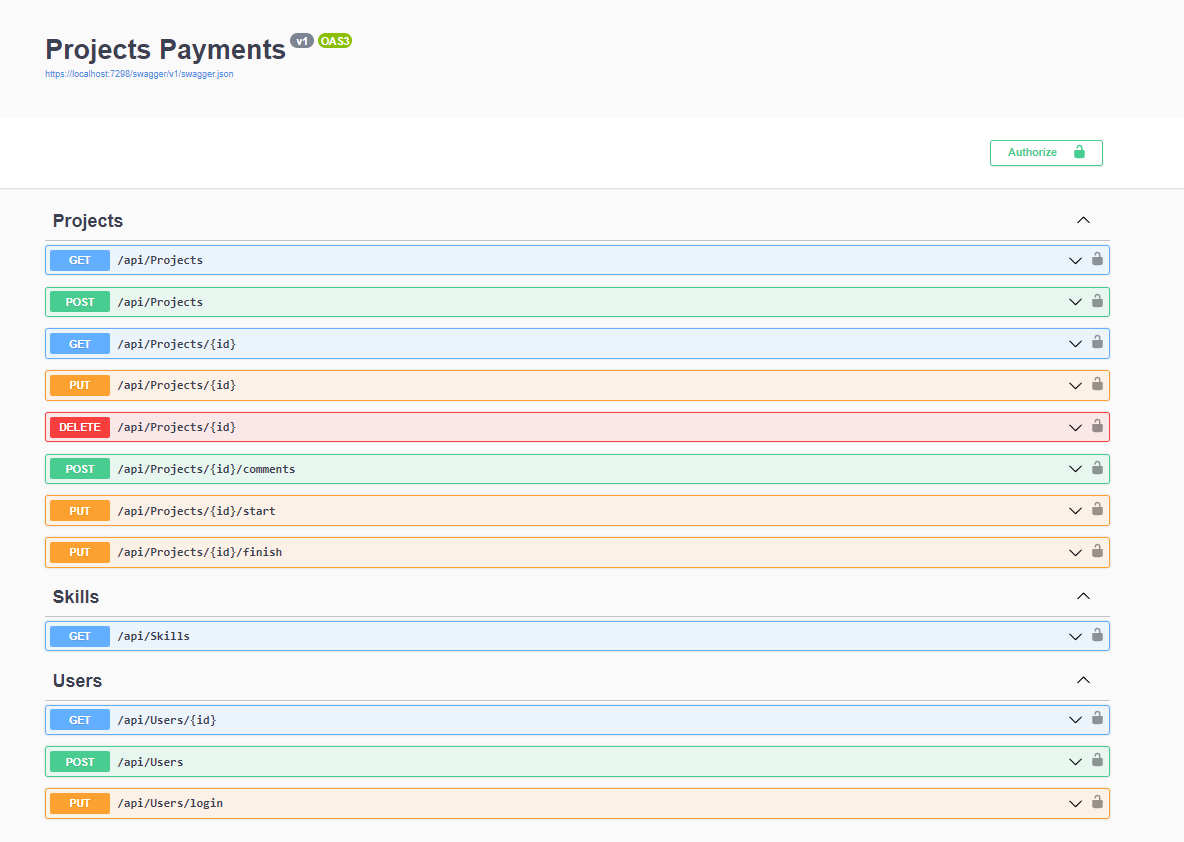 Projects Payments v1 OAS3
https://localhost:7298/swagger/v1/swagger.json
Authorize
Projects
GET /api/Projects
POST /api/Projects
GET /api/Projects/{id}
PUT /api/Projects/{id}
DELETE /api/Projects/{id}
POST /api/Projects/{id}/comments
PUT /api/Projects/{id}/start
PUT /api/Projects/{id}/finish
Skills
GET /api/Skills
Users
GET /api/Users/{id}
POST /api/Users
PUT /api/Users/login